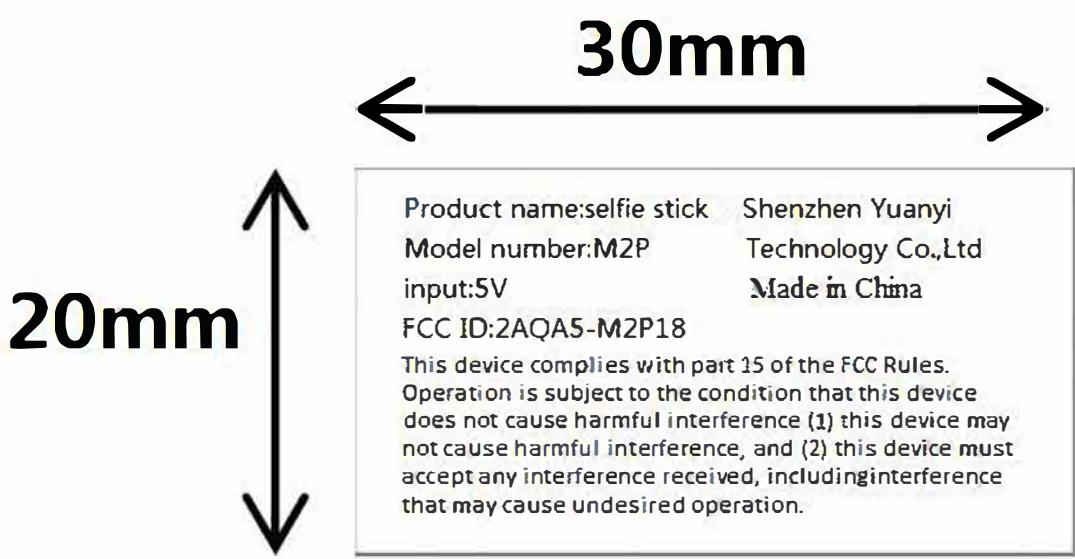 30mm
20mm
Product name:selfie stick Shenzhen Yuanyi
Model number:M2P Technology Co.,Ltd
input:5V Made in China
FCC ID:2AQA5-M2P18
This device complies with part 15 of the FCC Rules.
Operation is subject to the condition that this device
does not cause harmful interference (1) this device may
not cause harmful interference, and (2) this device must
accept any interference received, includinginterference
that may cause undesired operation.